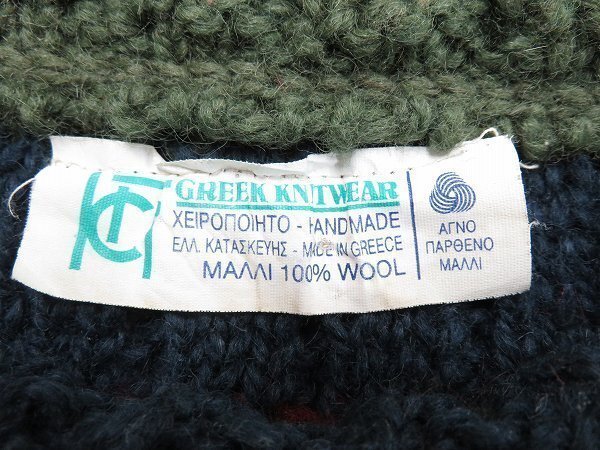 GREEK KNITWEAR
ΧΕΙΡΟΠΟΙΗΤΟ - HANDMADE
ΕΛΛ. ΚΑΤΑΣΚΕΥΗΣ - MADE IN GREECE
ΜΑΛΛΙ 100% WOOL
ΑΓΝΟ
ΠΑΡΘΕΝΟ
ΜΑΛΛΙ